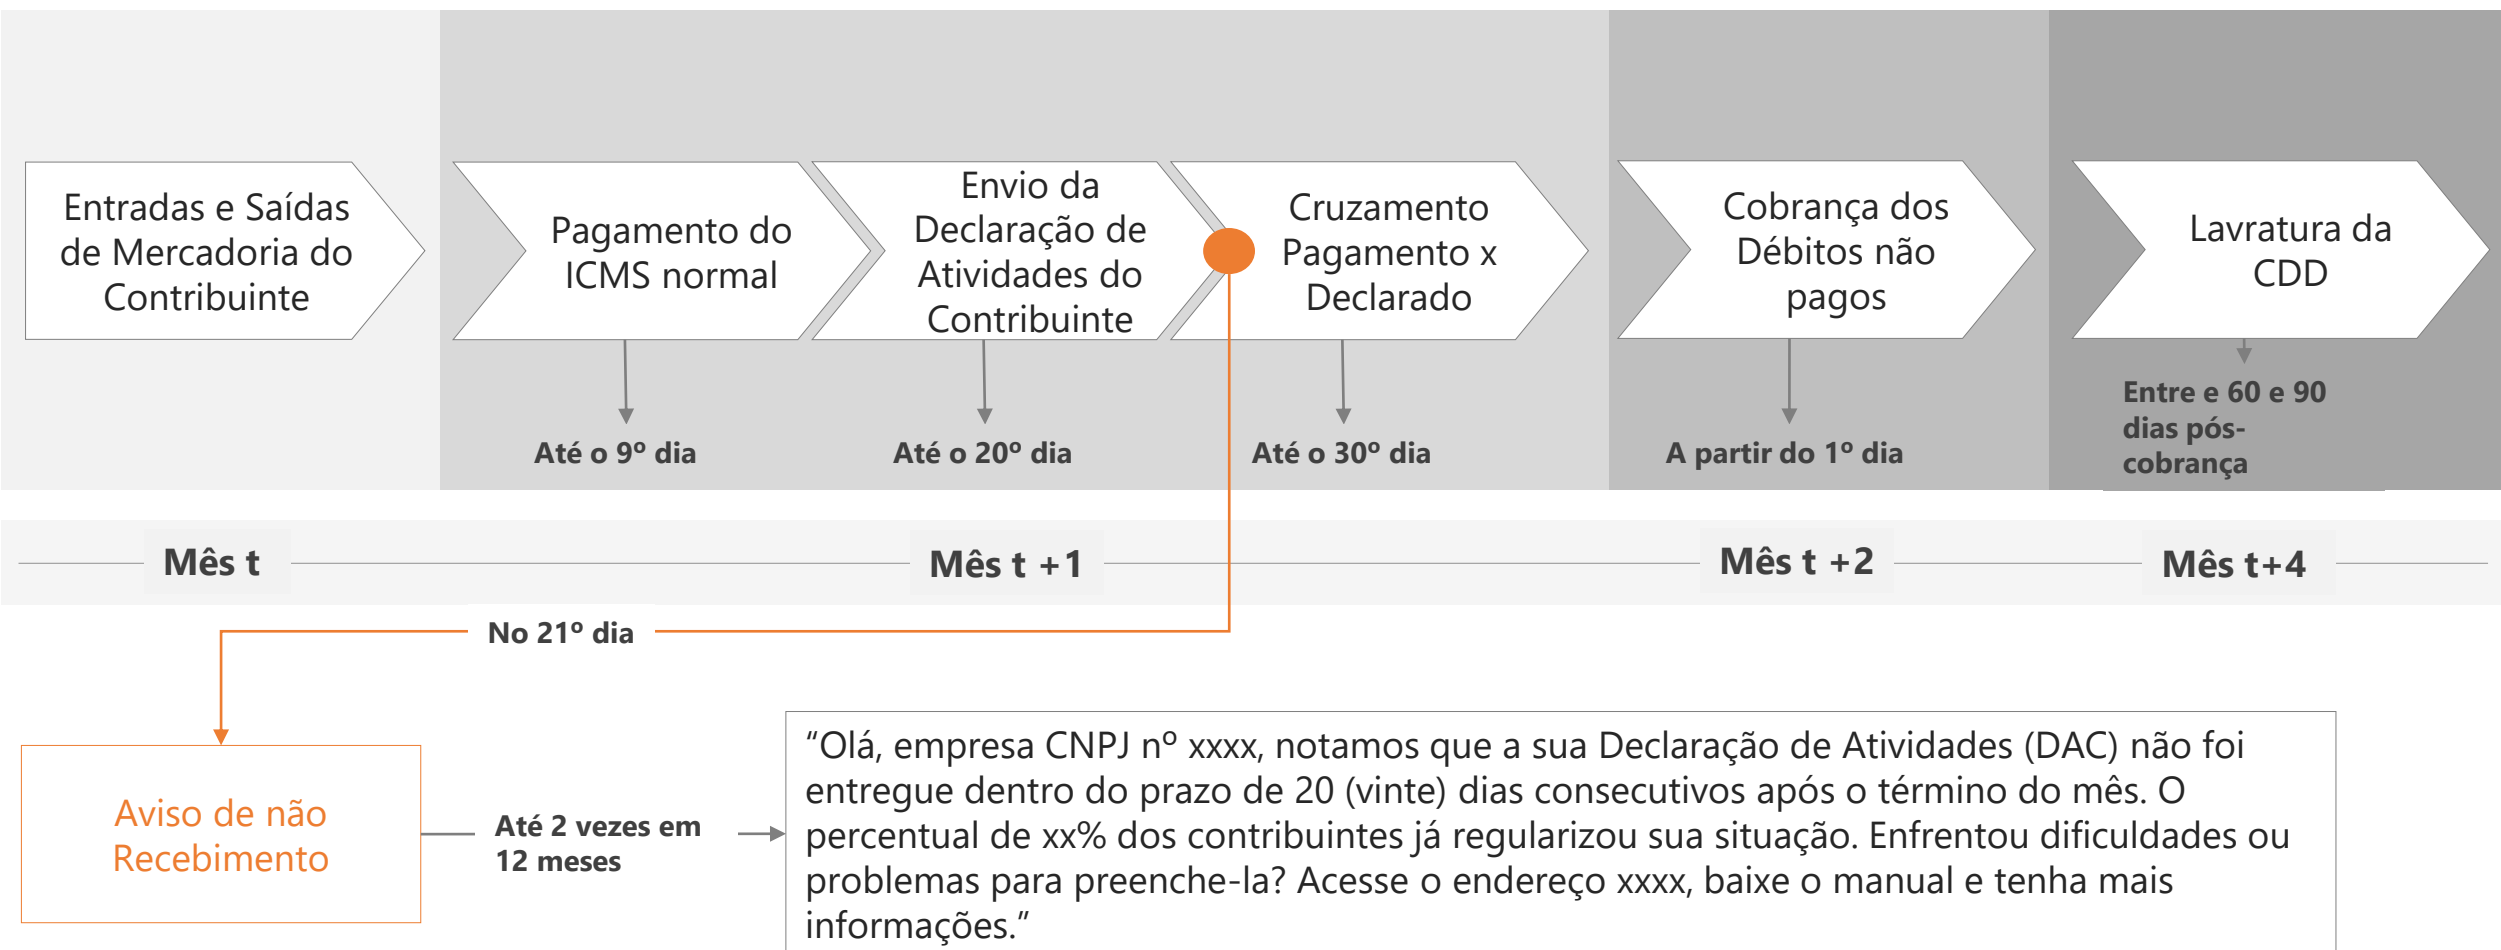 Entradas e Saídas
de Mercadoria do
Contribuinte
Pagamento do
ICMS normal
Envio da
Declaração de
Atividades do
Contribuinte
Cruzamento
Pagamento x
Declarado
Cobrança dos
Débitos não
pagos
Lavratura da
CDD
Até o 9º dia
Até o 20º dia
Até o 30º dia
A partir do 1º dia
Entre e 60 e 90
dias pós-
cobrança
Mês t
Mês t +1
Mês t +2
Mês t+4
No 21º dia
Aviso de não
Recebimento
Até 2 vezes em
12 meses
“Olá, empresa CNPJ nº xxxx, notamos que a sua Declaração de Atividades (DAC) não foi
entregue dentro do prazo de 20 (vinte) dias consecutivos após o término do mês. O
percentual de xx% dos contribuintes já regularizou sua situação. Enfrentou dificuldades ou
problemas para preenche-la? Acesse o endereço xxxx, baixe o manual e tenha mais
informações.”